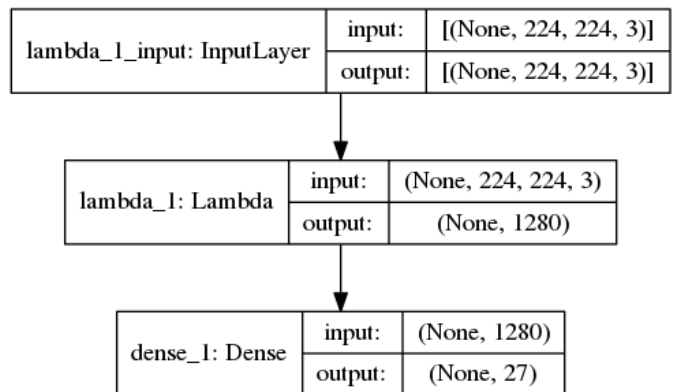 lambda_1_input: InputLayer
input:
[(None, 224, 224, 3)]
output:
[(None, 224, 224, 3)]
lambda_1: Lambda
input:
(None, 224, 224, 3)
output:
(None, 1280)
dense_1: Dense
input:
(None, 1280)
output:
(None, 27)